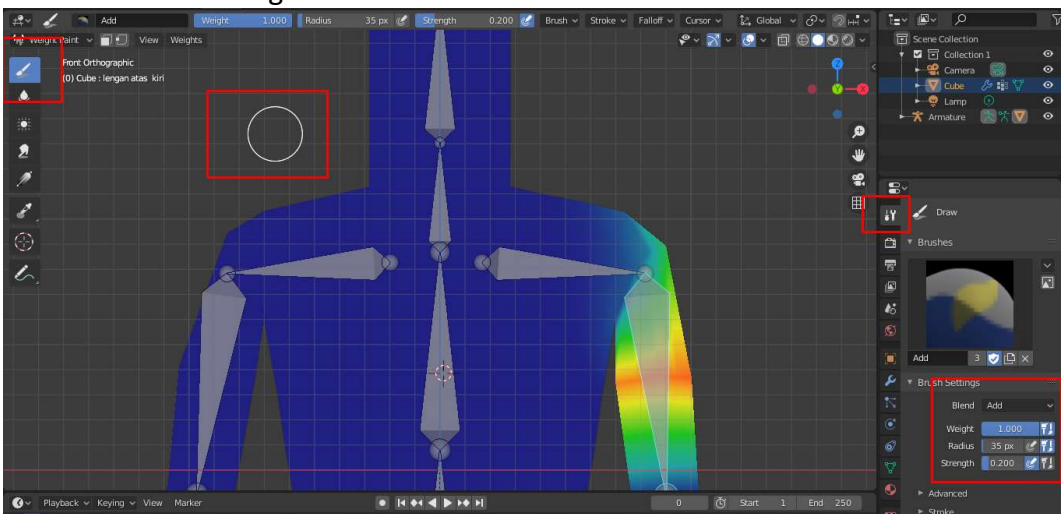 Add Weight 1.000 Radius 35 px Strength 0.200 Brush Stroke Falloff Cursor Global
Weight Paint View Weights
Front Orthographic
(0) Cube : lengan atas kiri
X
Y
Z
Scene Collection
Collection 1
Camera
Cube
Lamp
Armature
Draw
Brushes
Add 3
Brush Settings
Blend Add
Weight 1.000
Radius 35 px
Strength 0.200
Advanced
Stroke
Playback Keying View Marker 0 Start 1 End 250